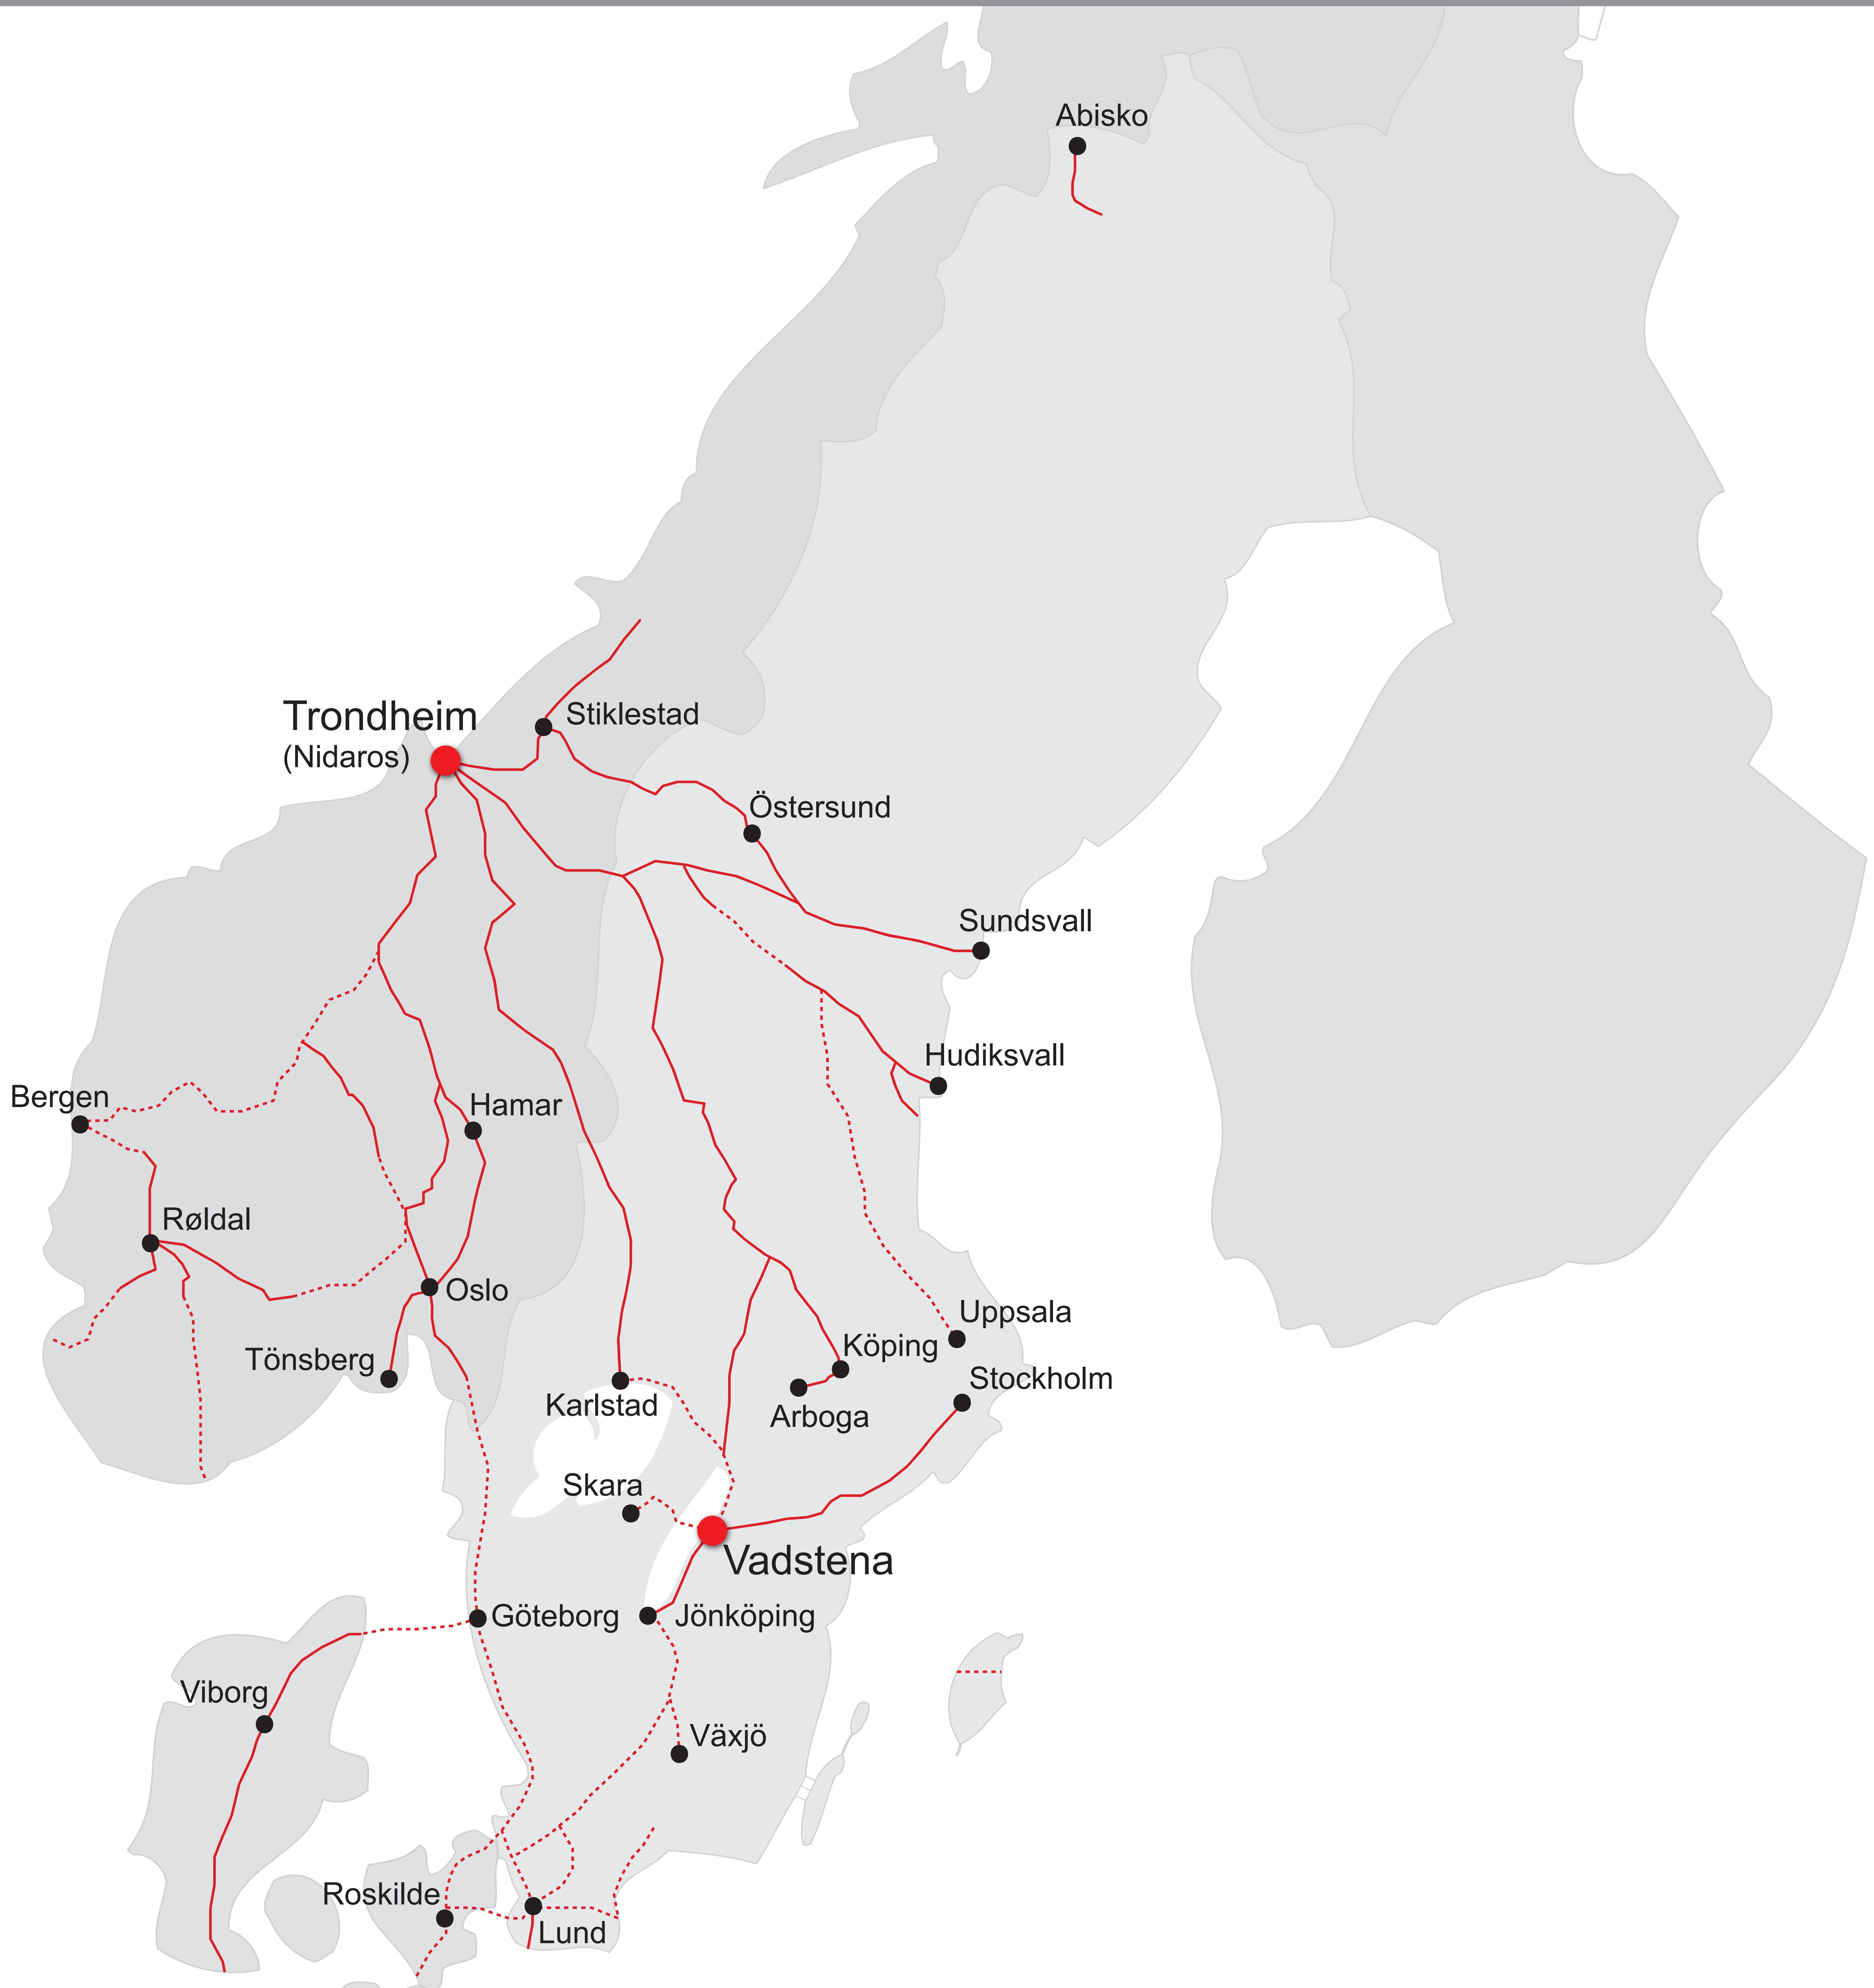 Abisko
Trondheim
(Nidaros)
Stiklestad
Östersund
Sundsvall
Hudiksvall
Bergen
Hamar
Røldal
Oslo
Uppsala
Köping
Tönsberg
Stockholm
Karlstad
Arboga
Skara
Vadstena
Göteborg
Jönköping
Viborg
Växjö
Roskilde
Lund